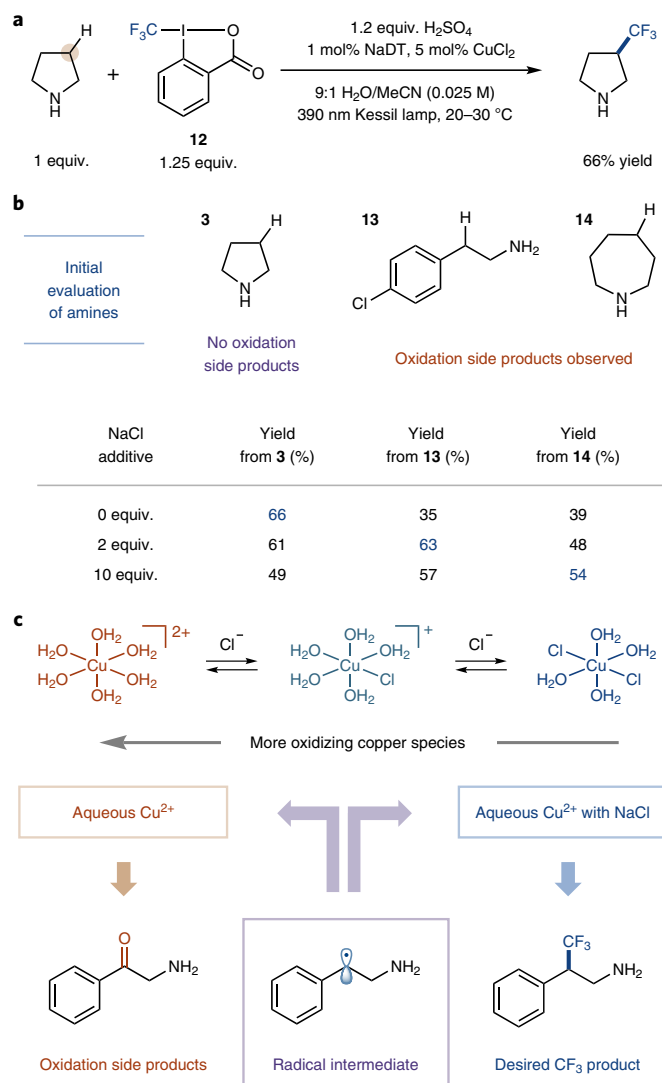 a
H
NH
1 equiv.
+
F₃C
I
O
O
12
1.25 equiv.
1.2 equiv. H₂SO₄
1 mol% NaDT, 5 mol% CuCl₂
9:1 H₂O/MeCN (0.025 M)
390 nm Kessil lamp, 20–30 °C
CF₃
NH
66% yield
b
Initial
evaluation
of amines
3
H
N
H
No oxidation
side products
13
H
NH₂
Cl
14
H
N
H
Oxidation side products observed
NaCl
additive
Yield
from 3 (%)
Yield
from 13 (%)
Yield
from 14 (%)
0 equiv. 66 35 39
2 equiv. 61 63 48
10 equiv. 49 57 54
c
OH₂
H₂O
OH₂
Cu
H₂O
OH₂
OH₂
2+
Cl⁻
OH₂
H₂O
OH₂
Cu
H₂O
Cl
OH₂
+
Cl⁻
OH₂
Cl
OH₂
Cu
H₂O
Cl
OH₂
More oxidizing copper species
Aqueous Cu²⁺
Aqueous Cu²⁺ with NaCl
O
NH₂
Oxidation side products
NH₂
Radical intermediate
CF₃
NH₂
Desired CF₃ product